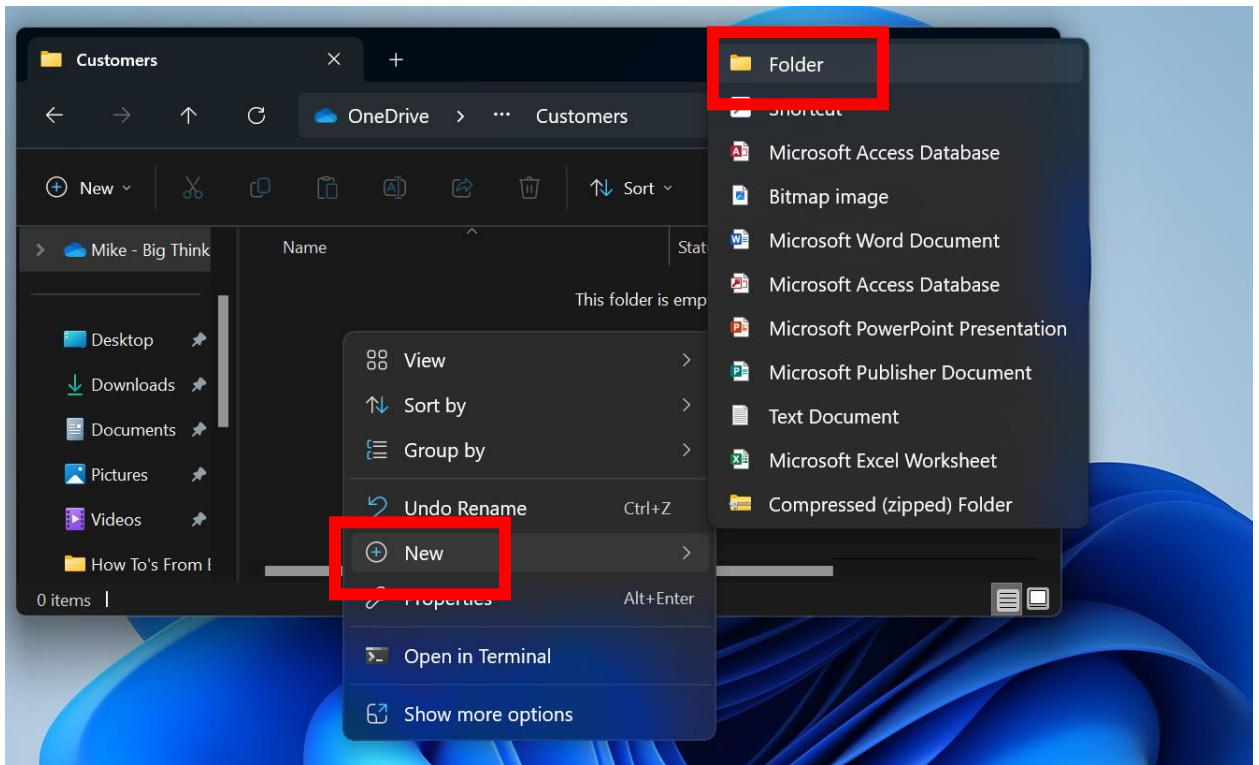 Customers
OneDrive > ··· Customers
New
Sort
Mike - Big Think
Name
Stat
This folder is emp
Desktop
Downloads
Documents
Pictures
Videos
How To's From
0 items
View
Sort by
Group by
Undo Rename Ctrl+Z
New
Properties Alt+Enter
Open in Terminal
Show more options
Folder
Shortcut
Microsoft Access Database
Bitmap image
Microsoft Word Document
Microsoft Access Database
Microsoft PowerPoint Presentation
Microsoft Publisher Document
Text Document
Microsoft Excel Worksheet
Compressed (zipped) Folder